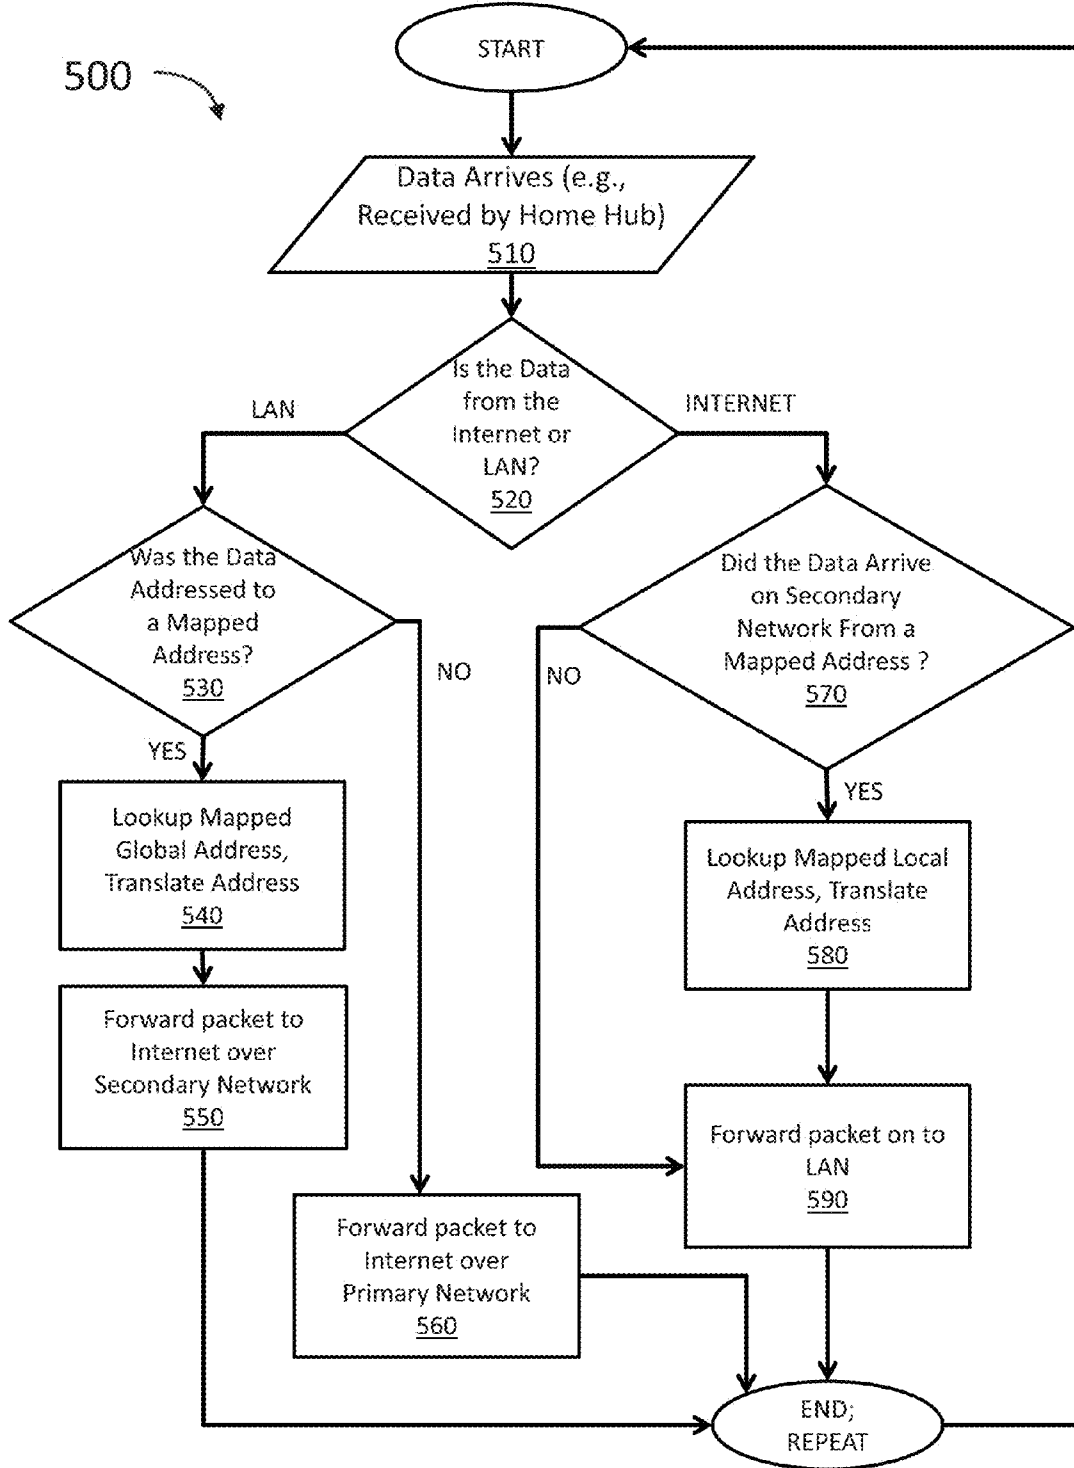 START
500
Data Arrives (e.g.,
Received by Home Hub)
510
Is the Data
from the
Internet or
LAN?
520
LAN
INTERNET
Was the Data
Addressed to
a Mapped
Address?
530
NO
YES
Did the Data Arrive
on Secondary
Network From a
Mapped Address ?
570
NO
YES
Lookup Mapped
Global Address,
Translate Address
540
Lookup Mapped Local
Address, Translate
Address
580
Forward packet to
Internet over
Secondary Network
550
Forward packet on to
LAN
590
Forward packet to
Internet over
Primary Network
560
END;
REPEAT